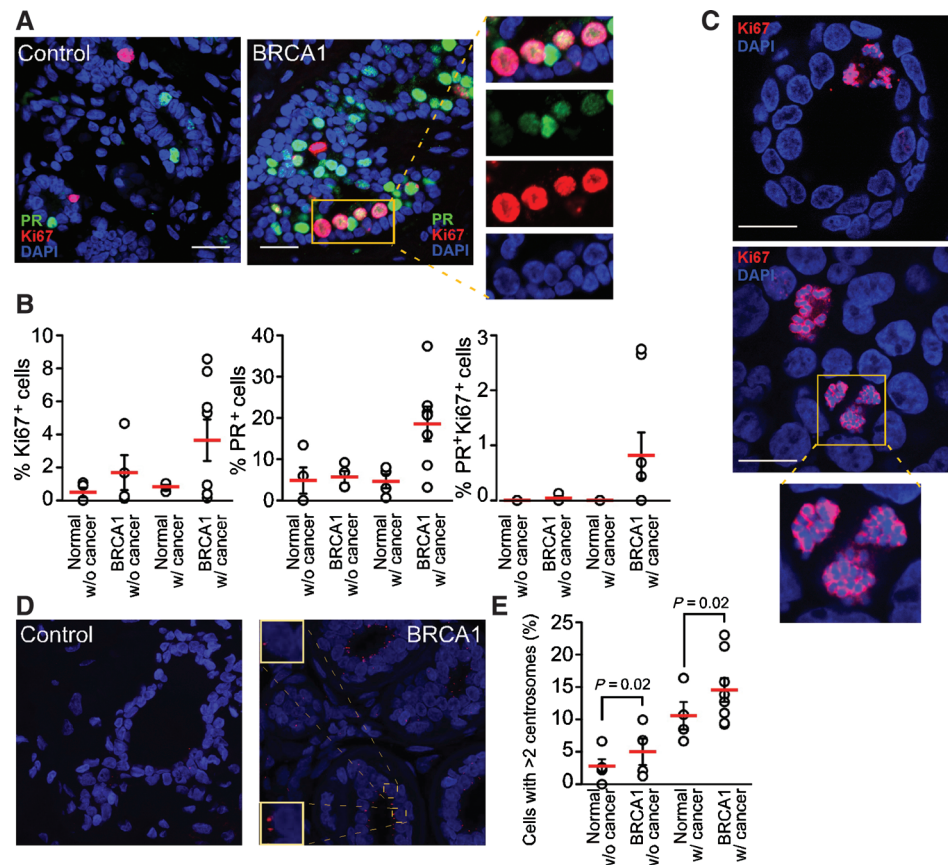 A
Control
PR
Ki67
DAPI
BRCA1
PR
Ki67
DAPI
C
Ki67
DAPI
Ki67
DAPI
B
% Ki67+ cells
10
8
6
4
2
0
Normal
w/o cancer
BRCA1
w/o cancer
Normal
w/ cancer
BRCA1
w/ cancer
% PR+ cells
40
30
20
10
0
Normal
w/o cancer
BRCA1
w/o cancer
Normal
w/ cancer
BRCA1
w/ cancer
% PR+Ki67+ cells
3
2
1
0
Normal
w/o cancer
BRCA1
w/o cancer
Normal
w/ cancer
BRCA1
w/ cancer
D
Control
BRCA1
E
Cells with >2 centrosomes (%)
25
20
15
10
5
0
P = 0.02
P = 0.02
Normal
w/o cancer
BRCA1
w/o cancer
Normal
w/ cancer
BRCA1
w/ cancer